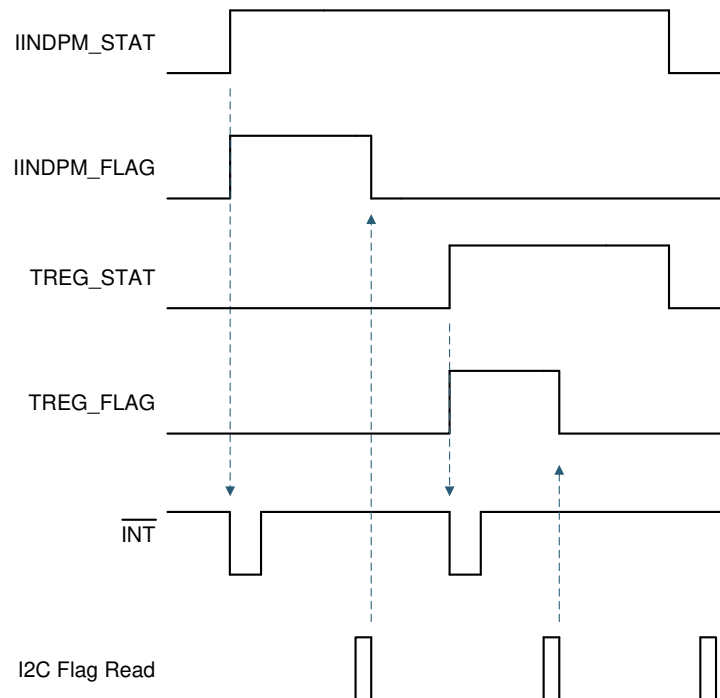 IINDPM_STAT
IINDPM_FLAG
TREG_STAT
TREG_FLAG
INT
I2C Flag Read